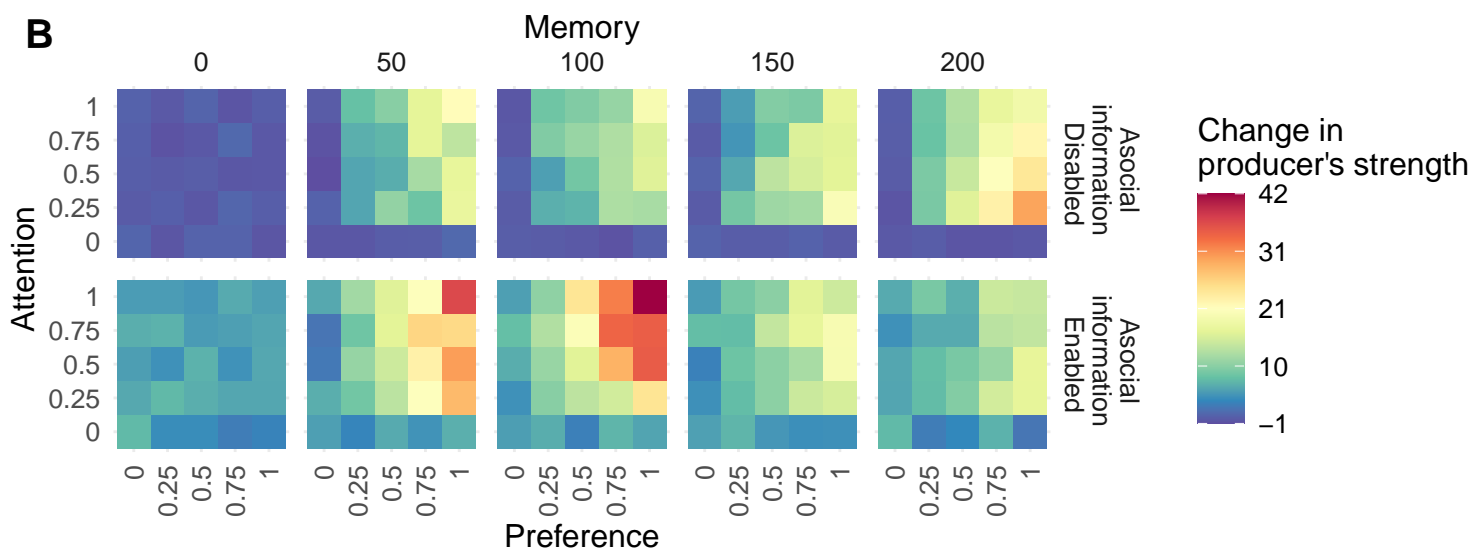 B
Memory
0 50 100 150 200
1
0.75
0.5
0.25
0
Asocial
information
Disabled
1
0.75
0.5
0.25
0
Asocial
information
Enabled
Attention
0 0.25 0.5 0.75 1 0 0.25 0.5 0.75 1 0 0.25 0.5 0.75 1 0 0.25 0.5 0.75 1 0 0.25 0.5 0.75 1
Preference
Change in
producer's strength
42
31
21
10
−1